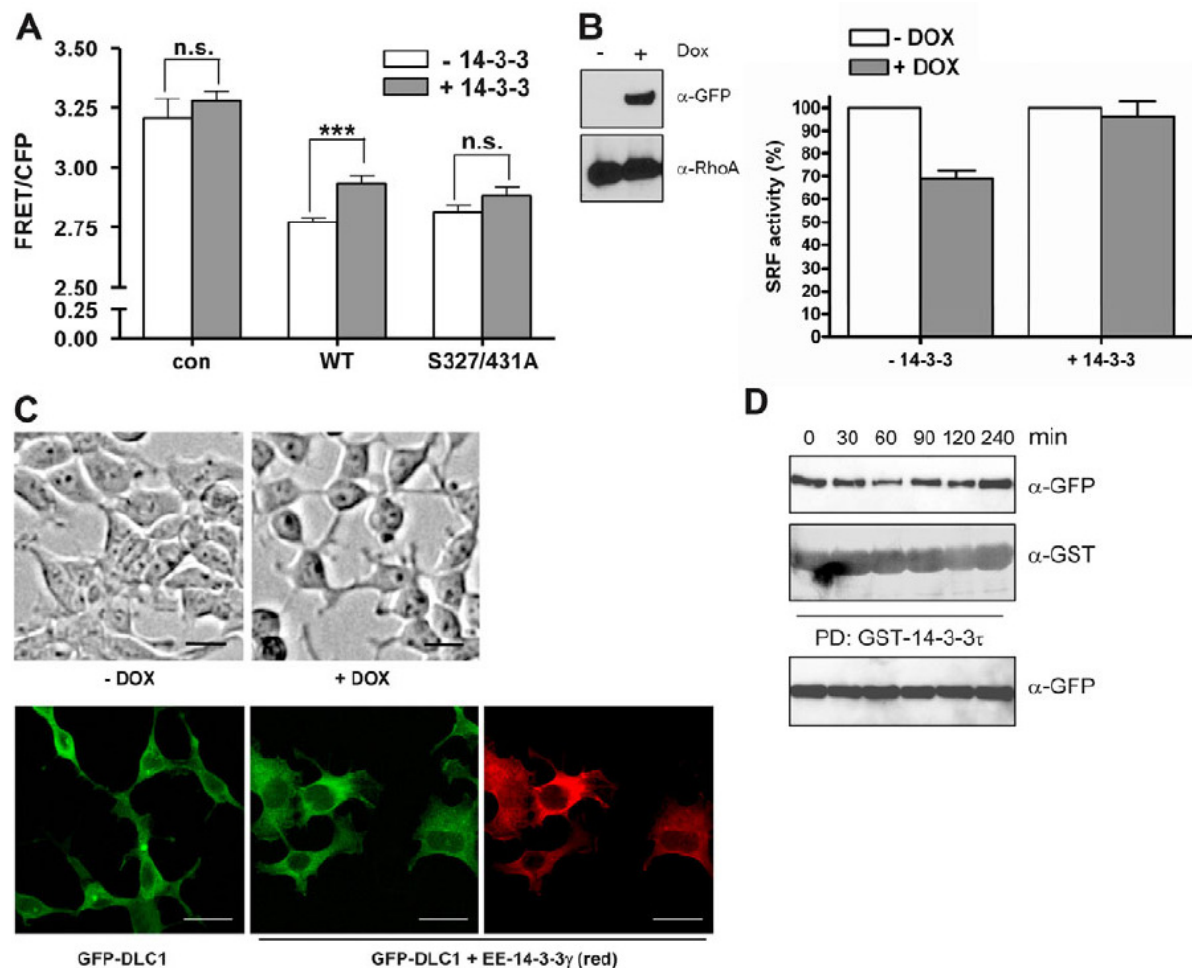 A
3.50
3.25
3.00
2.75
2.50
0.25
0.00
FRET/CFP
n.s.
***
n.s.
- 14-3-3
+ 14-3-3
con WT S327/431A
B
- + Dox
α-GFP
α-RhoA
- DOX
+ DOX
SRF activity (%)
100
90
80
70
60
50
40
30
20
10
0
- 14-3-3 + 14-3-3
C
- DOX + DOX
GFP-DLC1 GFP-DLC1 + EE-14-3-3γ (red)
D
0 30 60 90 120 240 min
α-GFP
α-GST
PD: GST-14-3-3τ
α-GFP